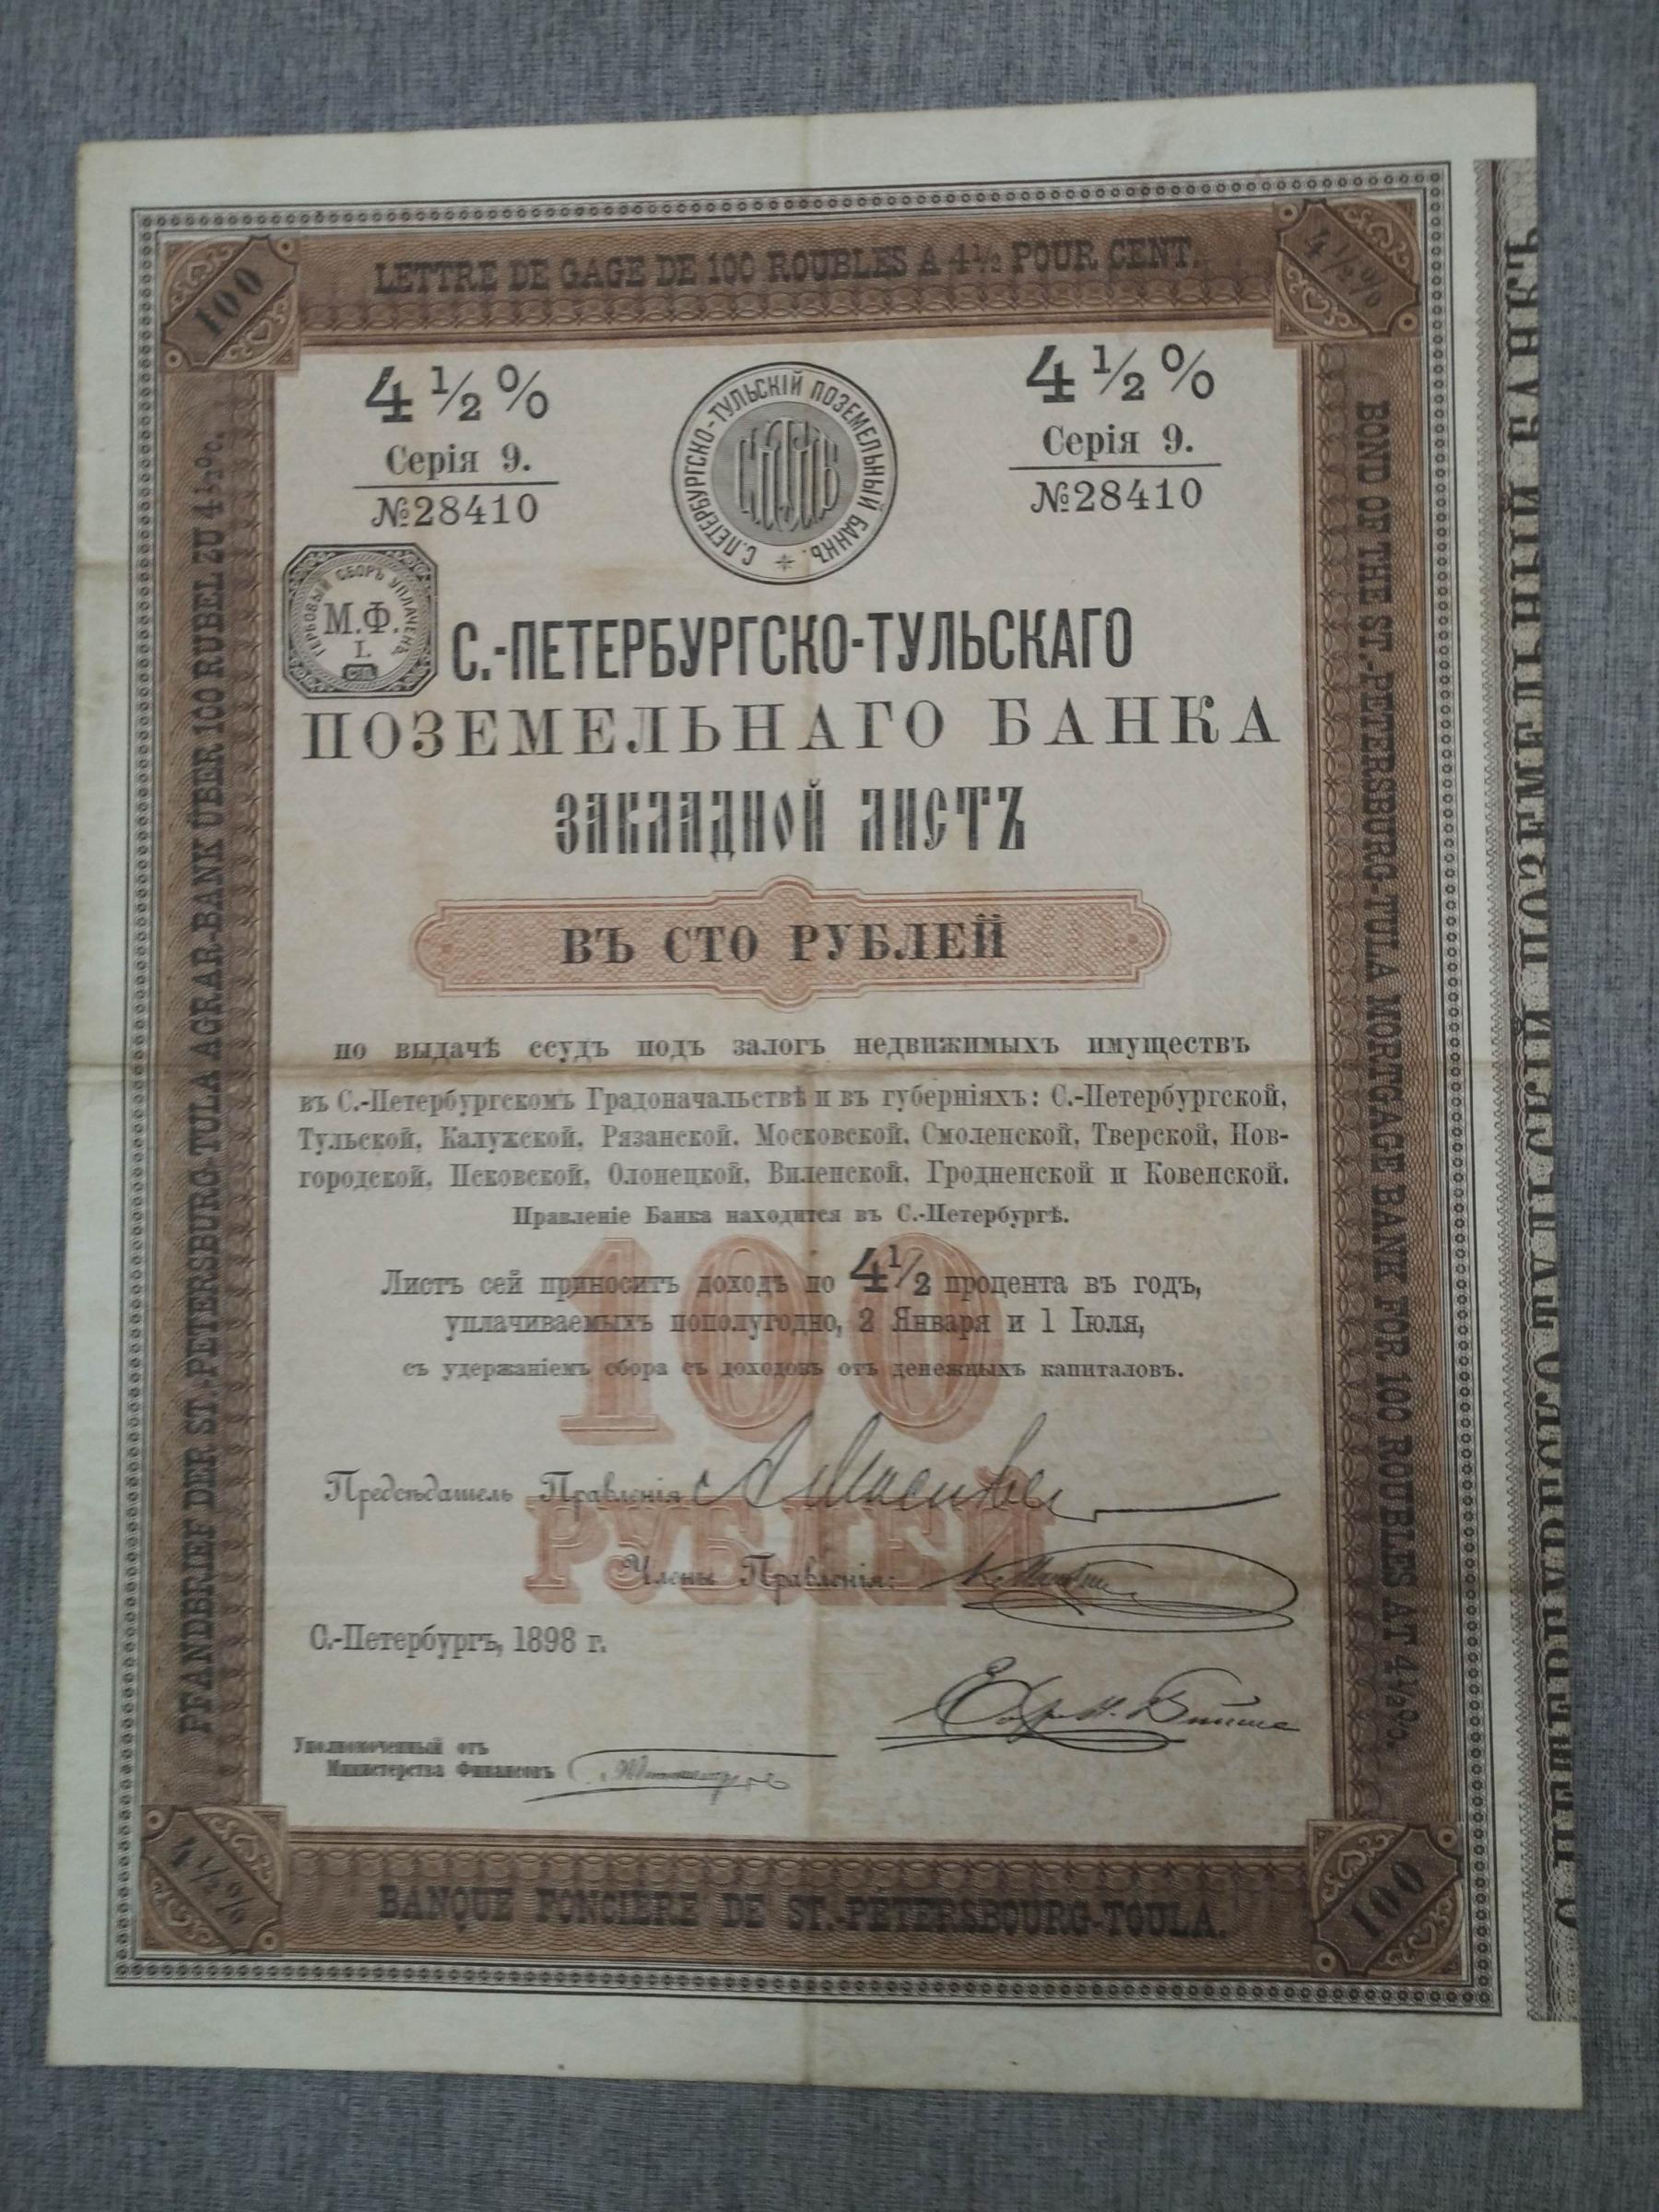 LETTRE DE GAGE DE 100 ROUBLES A 4½ POUR CENT.
100
4½%
4½%
Серія 9.
№28410
С.ПЕТЕРБУРГСКО-ТУЛЬСКІЙ ПОЗЕМЕЛЬНЫЙ БАНКЪ.
4½%
Серія 9.
№28410
ГЕРБОВЫЙ СБОРЪ УПЛАЧЕНЪ
М.Ф.
I.
С.П.
С.-ПЕТЕРБУРГСКО-ТУЛЬСКАГО
ПОЗЕМЕЛЬНАГО БАНКА
ЗАКЛАДНОЙ ЛИСТЪ
ВЪ СТО РУБЛЕЙ
по выдачѣ ссудъ подъ залогъ недвижимыхъ имуществъ
въ С.-Петербургскомъ Градоначальствѣ и въ губерніяхъ: С.-Петербургской,
Тульской, Калужской, Рязанской, Московской, Смоленской, Тверской, Нов-
городской, Псковской, Олонецкой, Виленской, Гродненской и Ковенской.
Правленіе Банка находится въ С.-Петербургѣ.
100
РУБЛЕЙ
Листъ сей приноситъ доходъ по 4½ процента въ годъ,
уплачиваемыхъ пополугодно, 2 Января и 1 Іюля,
съ удержаніемъ сбора съ доходовъ отъ денежныхъ капиталовъ.
Предсѣдатель Правленія
Члены Правленія:
С.-Петербургъ, 1898 г.
Уполномоченный отъ
Министерства Финансовъ
PFANDBRIEF DER ST. PETERSBURG-TULA AGRAR-BANK ÜBER 100 RUBEL ZU 4½%.
BOND OF THE ST.-PETERSBURG-TULA MORTGAGE BANK FOR 100 ROUBLES AT 4½%.
4½%
100
BANQUE FONCIÈRE DE ST.-PETERSBOURG-TOULA.